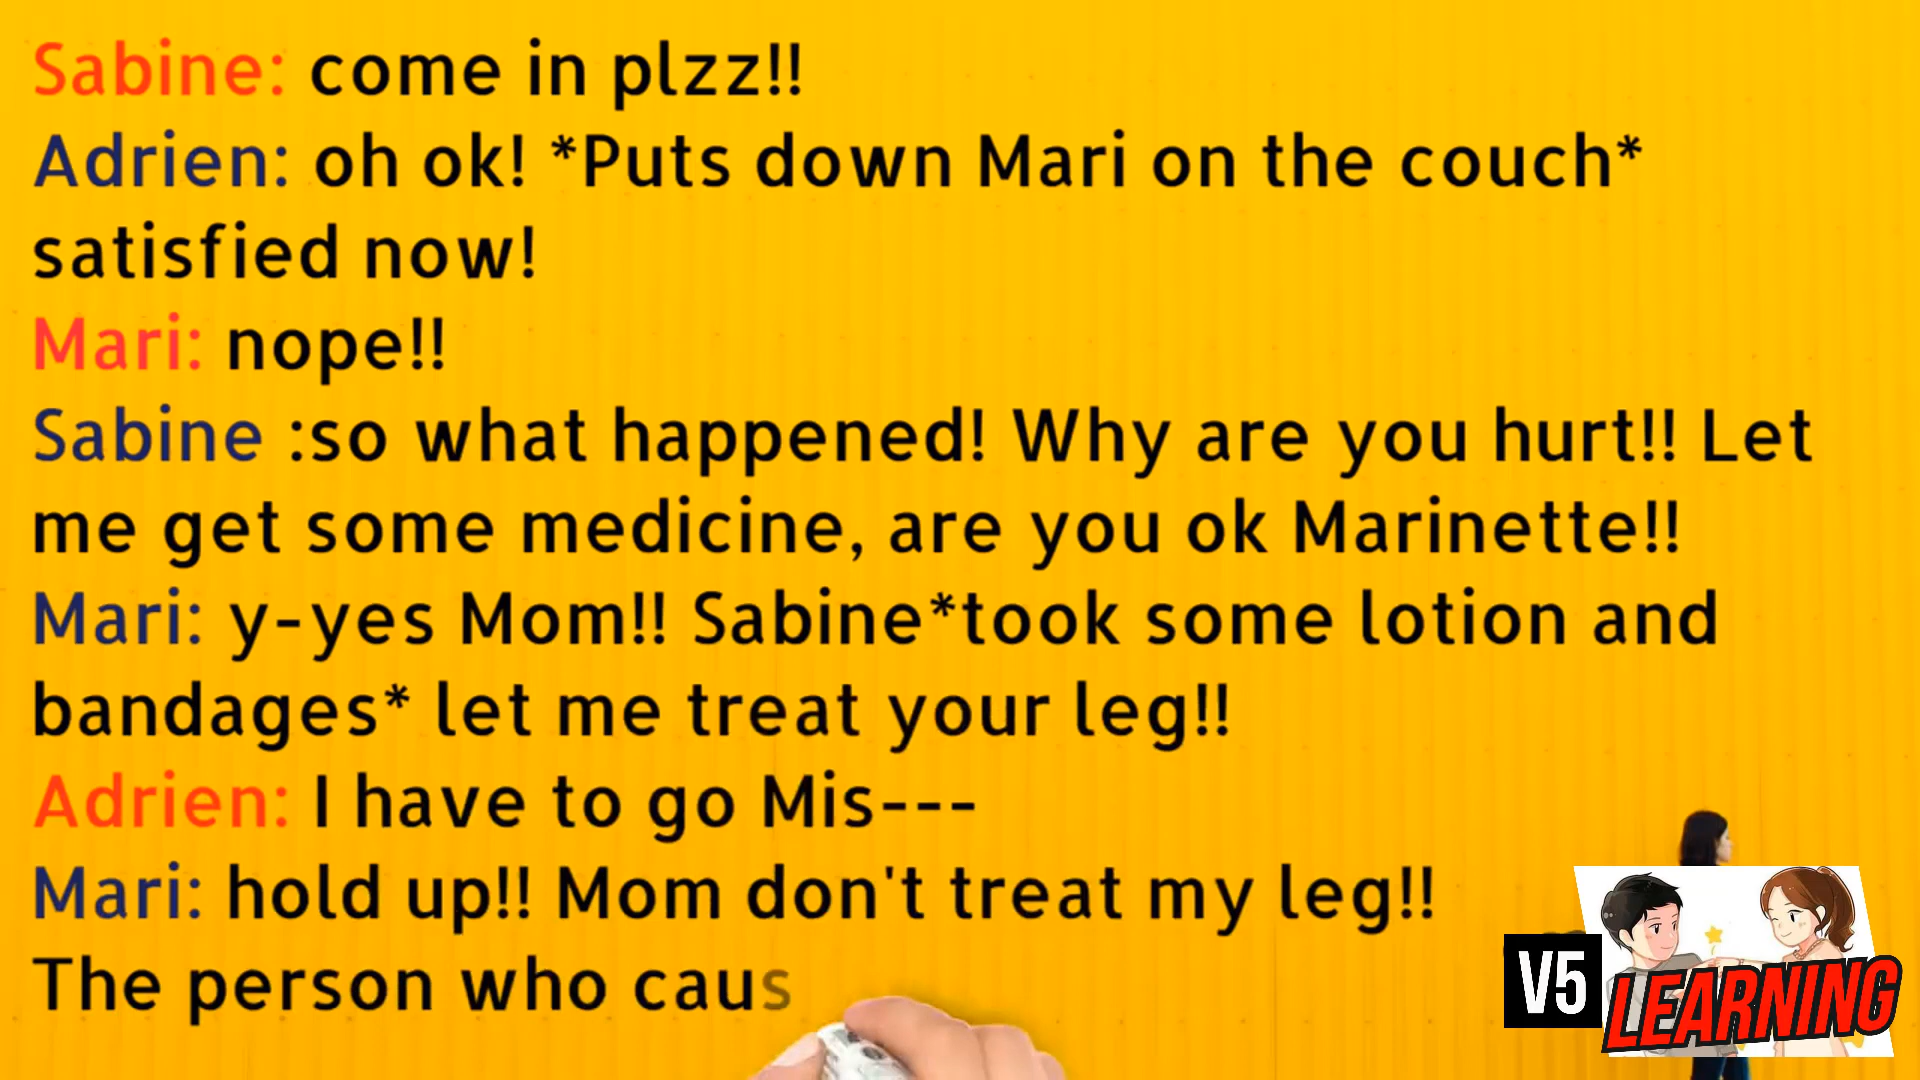 Sabine: come in plzz!!
Adrien: oh ok! *Puts down Mari on the couch*
satisfied now!
Mari: nope!!
Sabine :so what happened! Why are you hurt!! Let
me get some medicine, are you ok Marinette!!
Mari: y-yes Mom!! Sabine*took some lotion and
bandages* let me treat your leg!!
Adrien: I have to go Mis---
Mari: hold up!! Mom don't treat my leg!!
The person who caus
V5
LEARNING